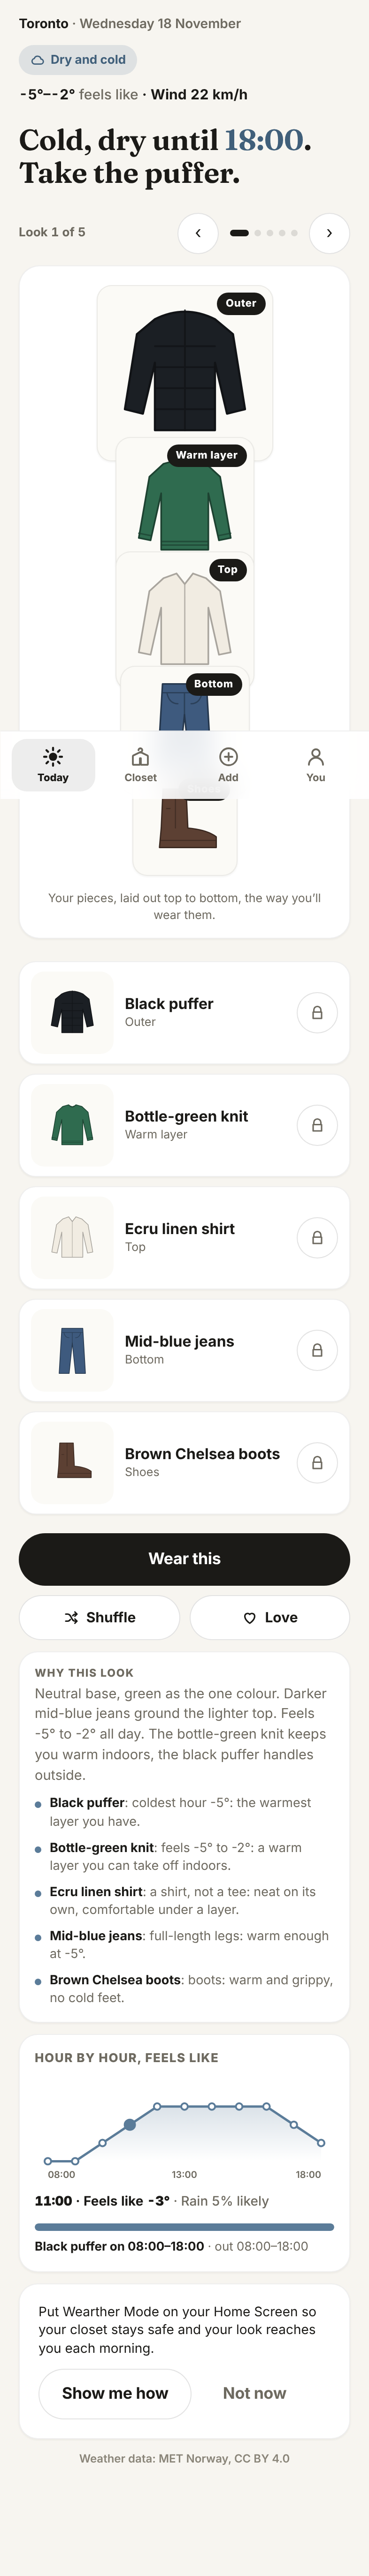 Toronto · Wednesday 18 November
Dry and cold
-5°–-2° feels like · Wind 22 km/h
Cold, dry until 18:00.
Take the puffer.
Look 1 of 5
Outer
Warm layer
Top
Bottom
Today
Closet
Add
You
Your pieces, laid out top to bottom, the way you'll
wear them.
Black puffer
Outer
Bottle-green knit
Warm layer
Ecru linen shirt
Top
Mid-blue jeans
Bottom
Brown Chelsea boots
Shoes
Wear this
Shuffle
Love
WHY THIS LOOK
Neutral base, green as the one colour. Darker
mid-blue jeans ground the lighter top. Feels
-5° to -2° all day. The bottle-green knit keeps
you warm indoors, the black puffer handles
outside.
Black puffer: coldest hour -5°: the warmest
layer you have.
Bottle-green knit: feels -5° to -2°: a warm
layer you can take off indoors.
Ecru linen shirt: a shirt, not a tee: neat on its
own, comfortable under a layer.
Mid-blue jeans: full-length legs: warm enough
at -5°.
Brown Chelsea boots: boots: warm and grippy,
no cold feet.
HOUR BY HOUR, FEELS LIKE
08:00
13:00
18:00
11:00 · Feels like -3° · Rain 5% likely
Black puffer on 08:00–18:00 · out 08:00–18:00
Put Wearther Mode on your Home Screen so
your closet stays safe and your look reaches
you each morning.
Show me how
Not now
Weather data: MET Norway, CC BY 4.0